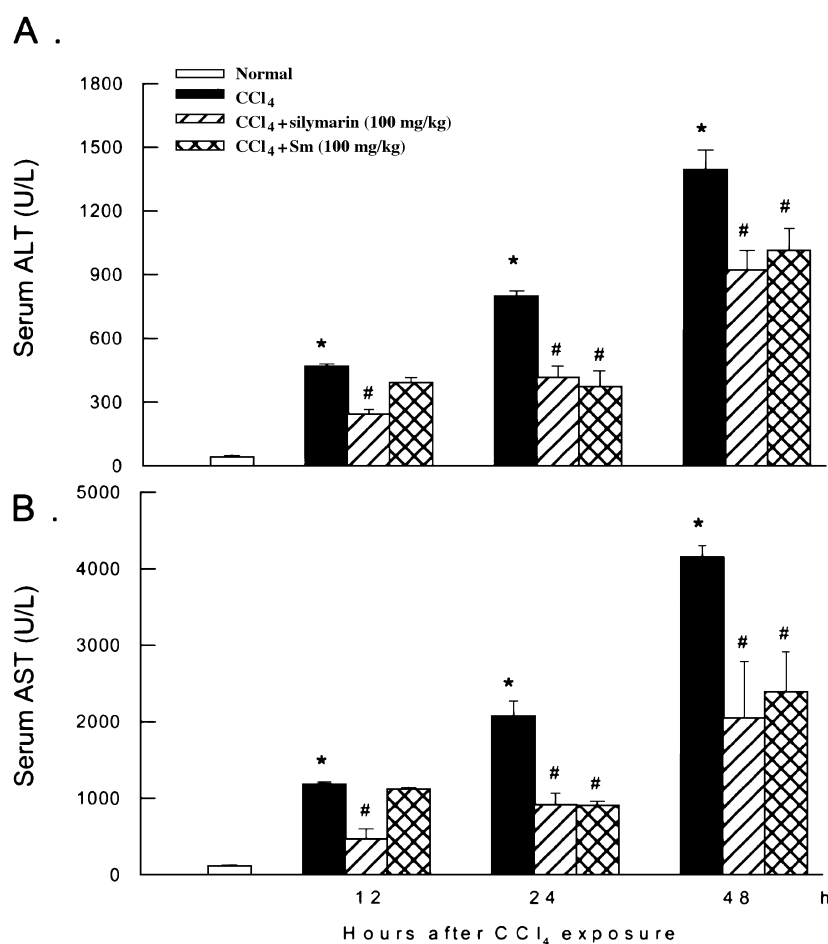 A .
Normal
CCl₄
CCl₄+silymarin (100 mg/kg)
CCl₄+Sm (100 mg/kg)
Serum ALT (U/L)
1800
1500
1200
900
600
300
0
*
#
*
#
#
*
#
#
B .
Serum AST (U/L)
5000
4000
3000
2000
1000
0
*
#
*
#
#
*
#
#
12 24 48 h
Hours after CCl₄ exposure